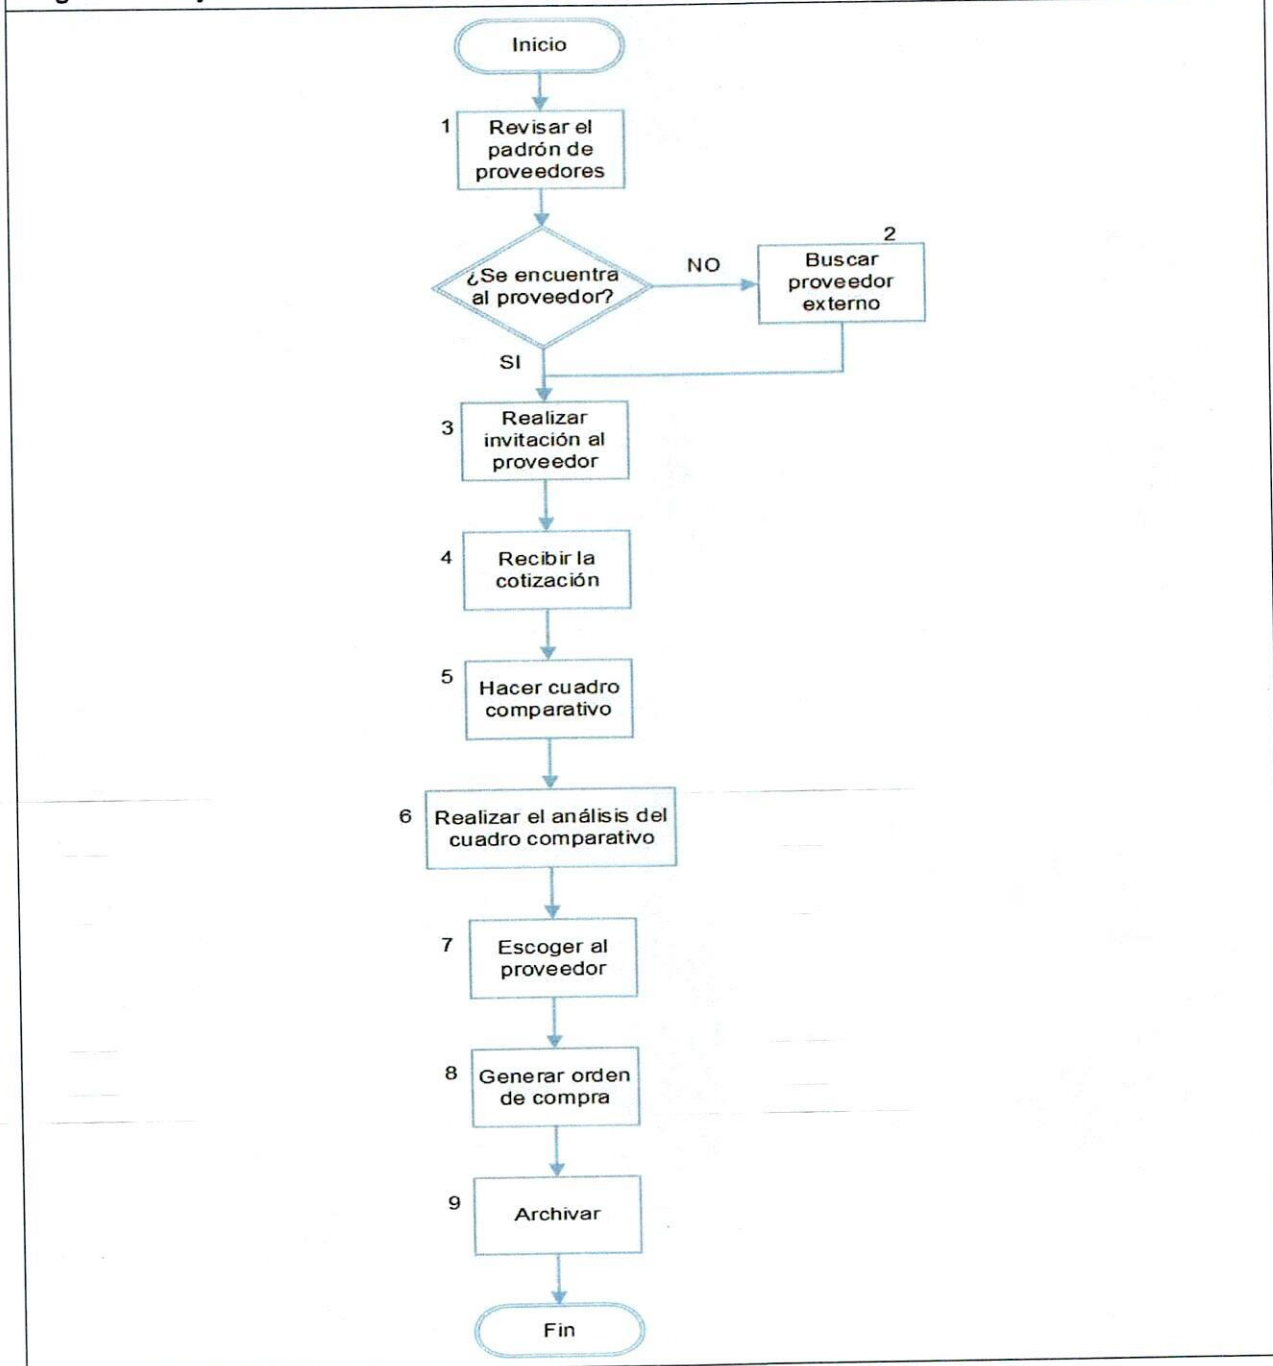 Inicio
1
Revisar el
padrón de
proveedores
¿Se encuentra
al proveedor?
NO
2
Buscar
proveedor
externo
SI
3
Realizar
invitación al
proveedor
4
Recibir la
cotización
5
Hacer cuadro
comparativo
6
Realizar el análisis del
cuadro comparativo
7
Escoger al
proveedor
8
Generar orden
de compra
9
Archivar
Fin